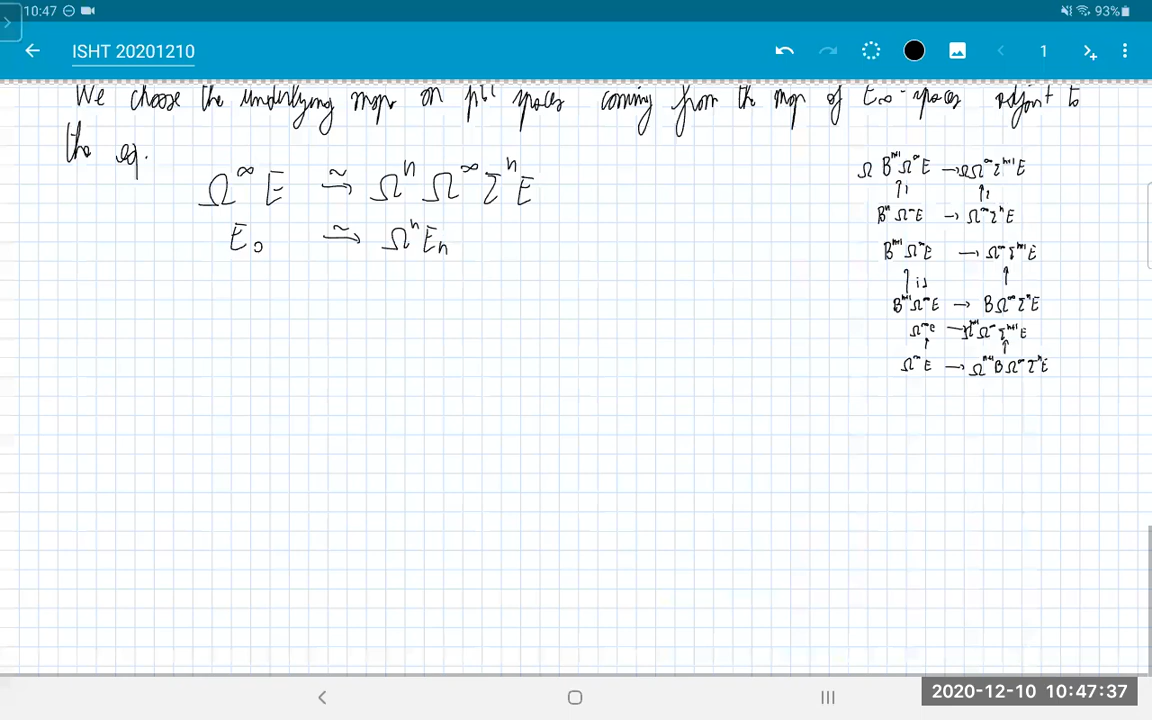 10:47 93%
ISHT 20201210 1
We choose the underlying maps on ptd spaces coming from the map of E∞-spaces adjoint to
the eq.
Ω^∞ E ⥲ Ω^n Ω^∞ Σ^n E
E_0 ⥲ Ω^n E_n
Ω B^{n+1} Ω^∞ E → Ω Ω^∞ Σ^{n+1} E
↑≀ ↑≀
B^n Ω^∞ E → Ω^∞ Σ^n E
B^{n+1} Ω^∞ E → Ω^∞ Σ^{n+1} E
↑ is ↑
B^{n+1} Ω^∞ E → B Ω^∞ Σ^n E
Ω^∞ E → Ω^{n+1} Ω^∞ Σ^{n+1} E
↑ ↑
Ω^∞ E → Ω^{n+1} B Ω^∞ Σ^n E
2020-12-10 10:47:37